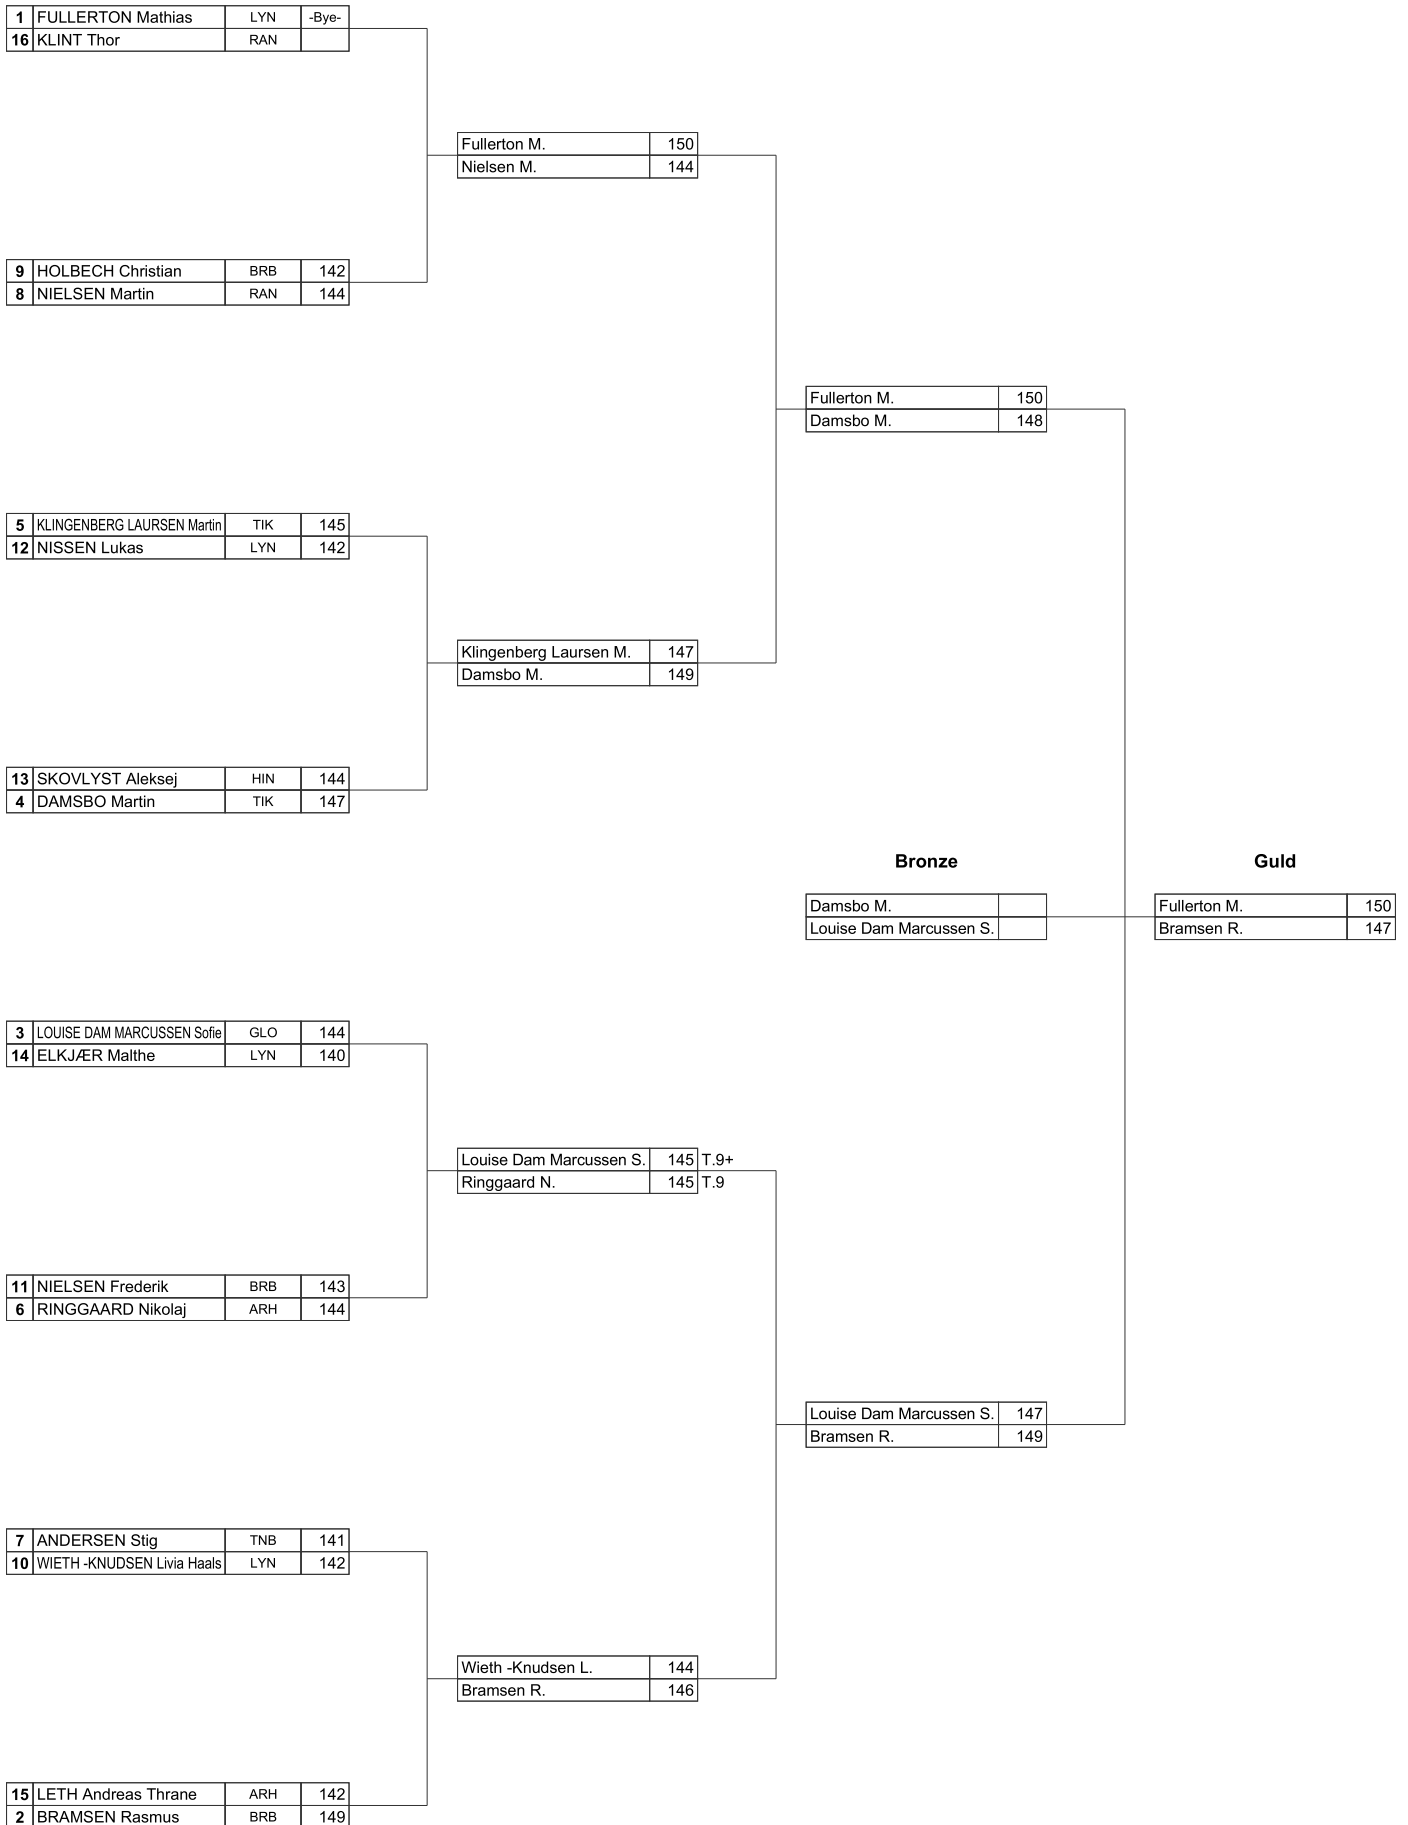 1 FULLERTON Mathias LYN -Bye-
16 KLINT Thor RAN
Fullerton M. 150
Nielsen M. 144
9 HOLBECH Christian BRB 142
8 NIELSEN Martin RAN 144
Fullerton M. 150
Damsbo M. 148
5 KLINGENBERG LAURSEN Martin TIK 145
12 NISSEN Lukas LYN 142
Klingenberg Laursen M. 147
Damsbo M. 149
13 SKOVLYST Aleksej HIN 144
4 DAMSBO Martin TIK 147
Bronze Guld
Damsbo M. Fullerton M. 150
Louise Dam Marcussen S. Bramsen R. 147
3 LOUISE DAM MARCUSSEN Sofie GLO 144
14 ELKJÆR Malthe LYN 140
Louise Dam Marcussen S. 145 T.9+
Ringgaard N. 145 T.9
11 NIELSEN Frederik BRB 143
6 RINGGAARD Nikolaj ARH 144
Louise Dam Marcussen S. 147
Bramsen R. 149
7 ANDERSEN Stig TNB 141
10 WIETH -KNUDSEN Livia Haals LYN 142
Wieth -Knudsen L. 144
Bramsen R. 146
15 LETH Andreas Thrane ARH 142
2 BRAMSEN Rasmus BRB 149